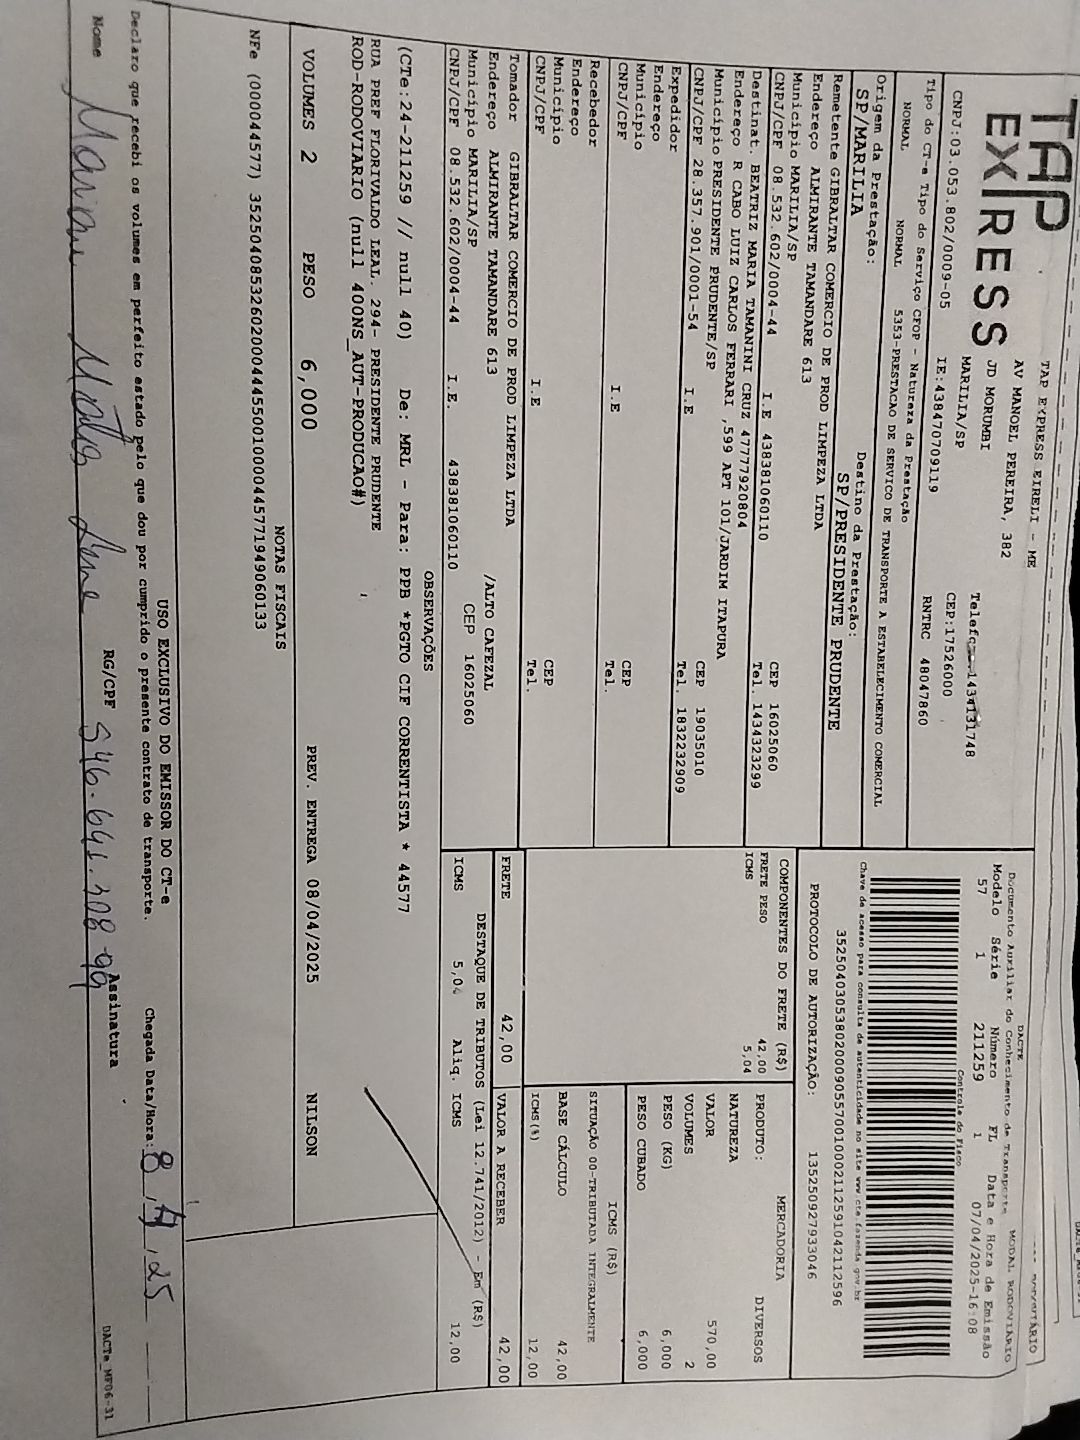 TAP
EXPRESS
TAP EXPRESS EIRELI - ME
AV MANOEL PEREIRA, 382
JD MORUMBI
MARILIA/SP
CNPJ:03.053.802/0009-05
IE:438470709119
CEP:17526000
RNTRC 48047860
Tipo do CT-e Tipo do Serviço CFOP - Natureza da Prestação
NORMAL NORMAL 5353-PRESTACAO DE SERVICO DE TRANSPORTE A ESTABELECIMENTO COMERCIAL
Origem da Prestação: Destino da Prestação:
SP/MARILIA SP/PRESIDENTE PRUDENTE
Remetente GIBRALTAR COMERCIO DE PROD LIMPEZA LTDA
Endereço ALMIRANTE TAMANDARE 613
Município MARILIA/SP CEP 16025060
CNPJ/CPF 08.532.602/0004-44 I.E 438381060110 Tel. 1434323299
Destinat. BEATRIZ MARIA TAMANINI CRUZ 47777920804
Endereço R CABO LUIZ CARLOS FERRARI ,599 APT 101/JARDIM ITAPURA
Município PRESIDENTE PRUDENTE/SP CEP 19035010
CNPJ/CPF 28.357.901/0001-54 I.E Tel. 1832232909
Expedidor
Endereço
Município CEP
CNPJ/CPF I.E Tel.
Recebedor
Endereço
Município CEP
CNPJ/CPF I.E Tel.
Tomador GIBRALTAR COMERCIO DE PROD LIMPEZA LTDA
Endereço ALMIRANTE TAMANDARE 613 /ALTO CAFEZAL
Município MARILIA/SP CEP 16025060
CNPJ/CPF 08.532.602/0004-44 I.E. 438381060110
DACTE
Documento Auxiliar do Conhecimento de Transporte
MODAL RODOVIÁRIO
Modelo Série Número FL Data e Hora de Emissão
57 1 211259 1 07/04/2025-16:08
Controle do Fisco
Chave de acesso para consulta de autenticidade no site www.cte.fazenda.gov.br
35250403053802000905570010002112591042112596
PROTOCOLO DE AUTORIZAÇÃO: 135250927933046
COMPONENTES DO FRETE (R$)
FRETE PESO 42,00
ICMS 5,04
PRODUTO: MERCADORIA DIVERSOS
NATUREZA
VALOR 570,00
VOLUMES 2
PESO (KG) 6,000
PESO CUBADO 6,000
ICMS (R$)
SITUAÇÃO 00-TRIBUTADA INTEGRALMENTE
BASE CÁLCULO 42,00
ICMS(%) 12,00
FRETE 42,00 VALOR A RECEBER 42,00
DESTAQUE DE TRIBUTOS (Lei 12.741/2012) - Em (R$)
ICMS 5,04 Aliq. ICMS 12,00
OBSERVAÇÕES
(CTe:24-211259 // null 40) De: MRL - Para: PPB *PGTO CIF CORRENTISTA * 44577
RUA PREF FLORIVALDO LEAL. 294- PRESIDENTE PRUDENTE
ROD-RODOVIARIO (null 400NS_AUT-PRODUCAO#)
VOLUMES 2 PESO 6,000 PREV. ENTREGA 08/04/2025 NILSON
NOTAS FISCAIS
NFe (000044577) 35250408532602000444550010000445771949060133
USO EXCLUSIVO DO EMISSOR DO CT-e
Declaro que recebi os volumes em perfeito estado pelo que dou por cumprido o presente contrato de transporte.
Chegada Data/Hora: 8 / 4 / 25
Nome RG/CPF 546.641.308-99 Assinatura
DACTe_MF06-31